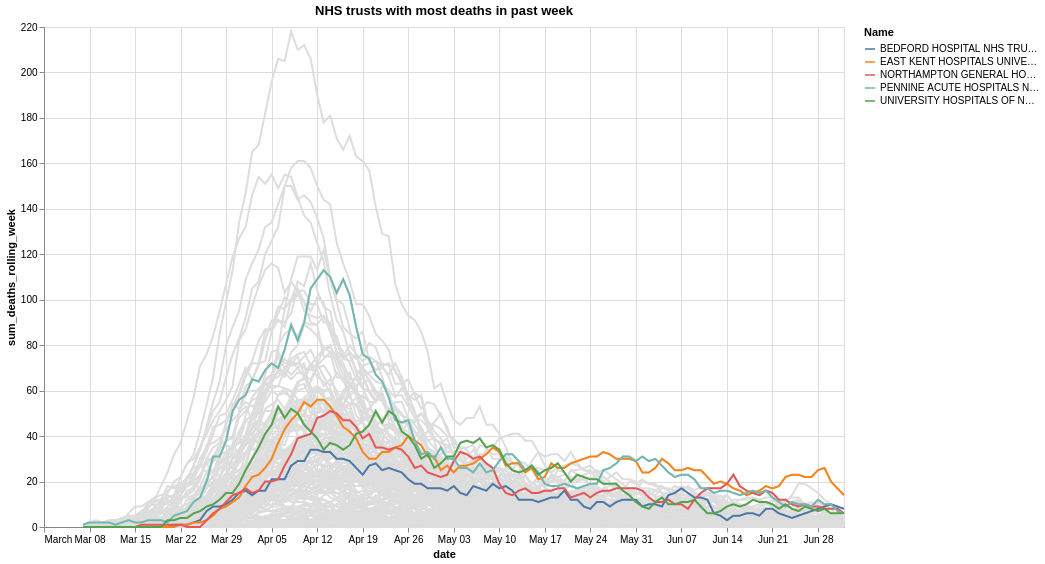 NHS trusts with most deaths in past week
Name
BEDFORD HOSPITAL NHS TRU…
EAST KENT HOSPITALS UNIVE…
NORTHAMPTON GENERAL HO…
PENNINE ACUTE HOSPITALS N…
UNIVERSITY HOSPITALS OF N…
sum_deaths_rolling_week
220
200
180
160
140
120
100
80
60
40
20
0
March Mar 08 Mar 15 Mar 22 Mar 29 Apr 05 Apr 12 Apr 19 Apr 26 May 03 May 10 May 17 May 24 May 31 Jun 07 Jun 14 Jun 21 Jun 28
date